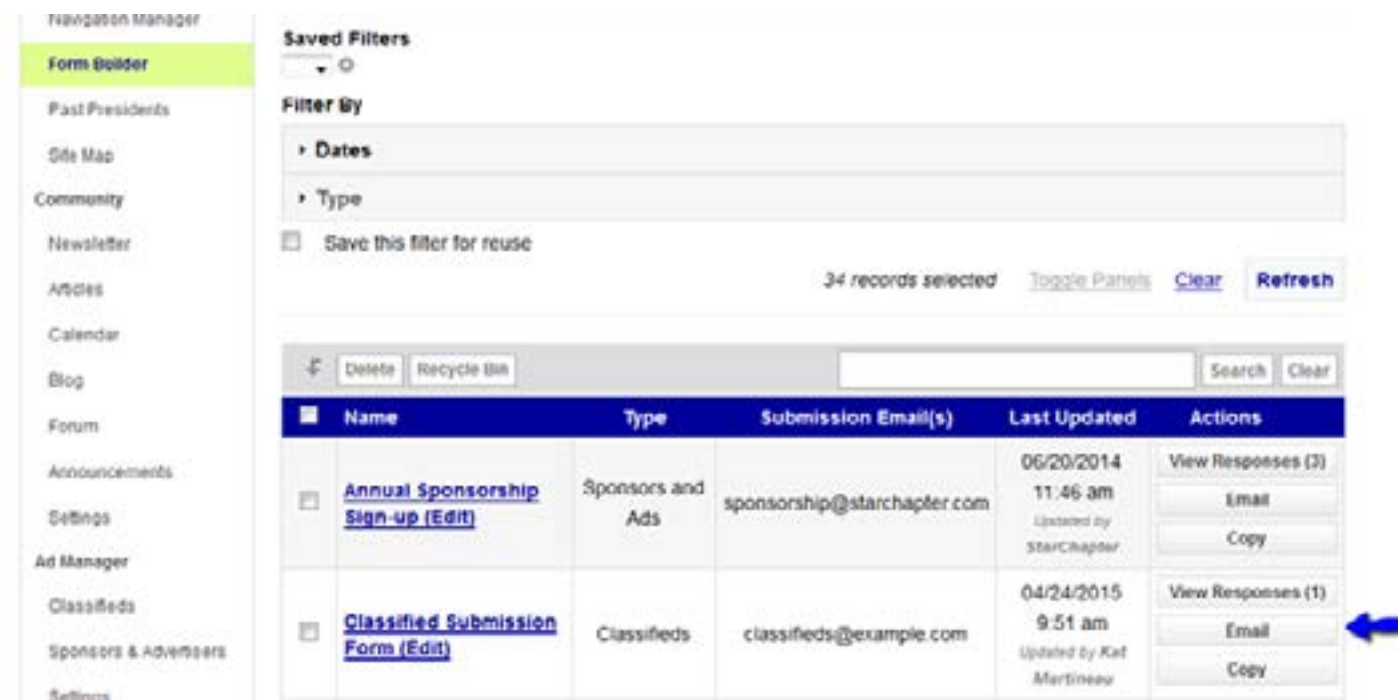 Navigation Manager
Form Builder
Past Presidents
Site Map
Community
Newsletter
Articles
Calendar
Blog
Forum
Announcements
Settings
Ad Manager
Classifieds
Sponsors & Advertisers
Settings
Saved Filters
Filter By
Dates
Type
Save this filter for reuse
34 records selected Toggle Panels Clear Refresh
Delete Recycle Bin Search Clear
Name Type Submission Email(s) Last Updated Actions
Annual Sponsorship
Sign-up (Edit)
Sponsors and
Ads
sponsorship@starchapter.com
06/20/2014
11:46 am
Updated by
StarChapter
View Responses (3)
Email
Copy
Classified Submission
Form (Edit)
Classifieds
classifieds@example.com
04/24/2015
9:51 am
Updated by Kat
Martineau
View Responses (1)
Email
Copy